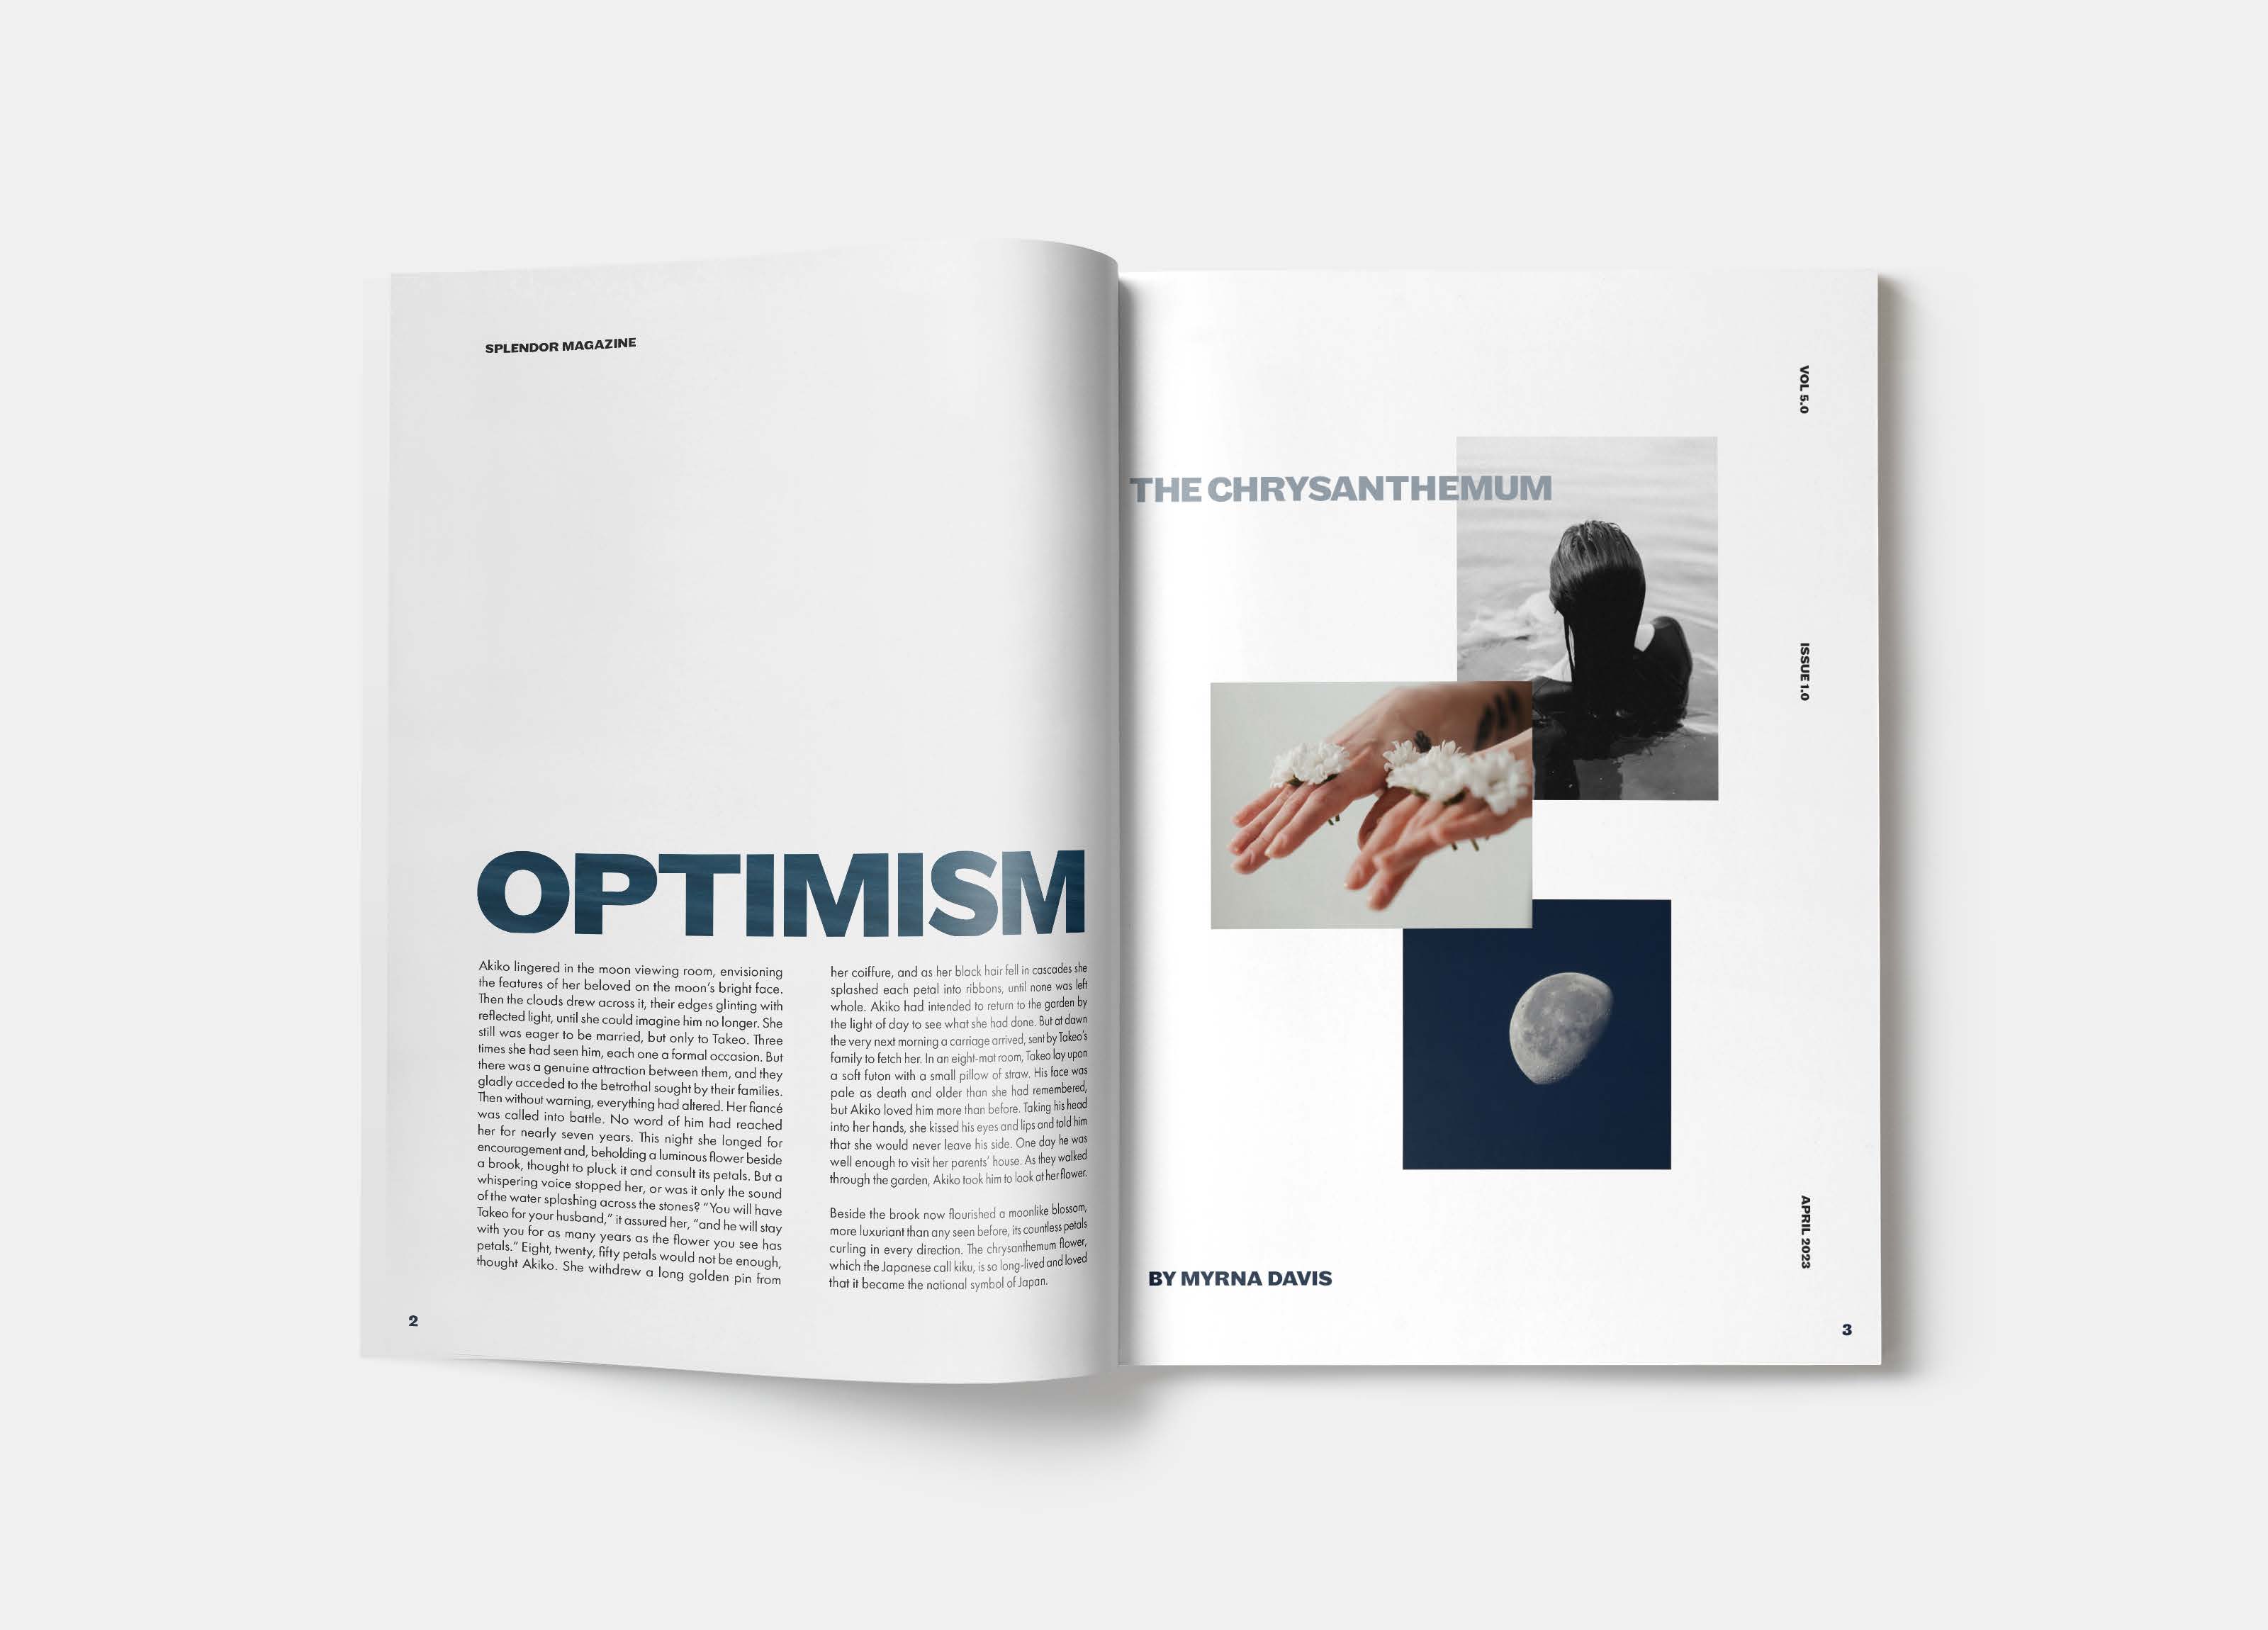 SPLENDOR MAGAZINE
OPTIMISM
Akiko lingered in the moon viewing room, envisioning
the features of her beloved on the moon's bright face.
Then the clouds drew across it, their edges glinting with
reflected light, until she could imagine him no longer. She
still was eager to be married, but only to Takeo. Three
times she had seen him, each one a formal occasion. But
there was a genuine attraction between them, and they
gladly acceded to the betrothal sought by their families.
Then without warning, everything had altered. Her fiancé
was called into battle. No word of him had reached
her for nearly seven years. This night she longed for
encouragement and, beholding a luminous flower beside
a brook, thought to pluck it and consult its petals. But a
whispering voice stopped her, or was it only the sound
of the water splashing across the stones? “You will have
Takeo for your husband,” it assured her, “and he will stay
with you for as many years as the flower you see has
petals.” Eight, twenty, fifty petals would not be enough,
thought Akiko. She withdrew a long golden pin from
her coiffure, and as her black hair fell in cascades she
splashed each petal into ribbons, until none was left
whole. Akiko had intended to return to the garden by
the light of day to see what she had done. But at dawn
the very next morning a carriage arrived, sent by Takeo's
family to fetch her. In an eight-mat room, Takeo lay upon
a soft futon with a small pillow of straw. His face was
pale as death and older than she had remembered,
but Akiko loved him more than before. Taking his head
into her hands, she kissed his eyes and lips and told him
that she would never leave his side. One day he was
well enough to visit her parents' house. As they walked
through the garden, Akiko took him to look at her flower.
Beside the brook now flourished a moonlike blossom,
more luxuriant than any seen before, its countless petals
curling in every direction. The chrysanthemum flower,
which the Japanese call kiku, is so long-lived and loved
that it became the national symbol of Japan.
2
THE CHRYSANTHEMUM
BY MYRNA DAVIS
VOL 5.0
ISSUE 1.0
APRIL 2023
3